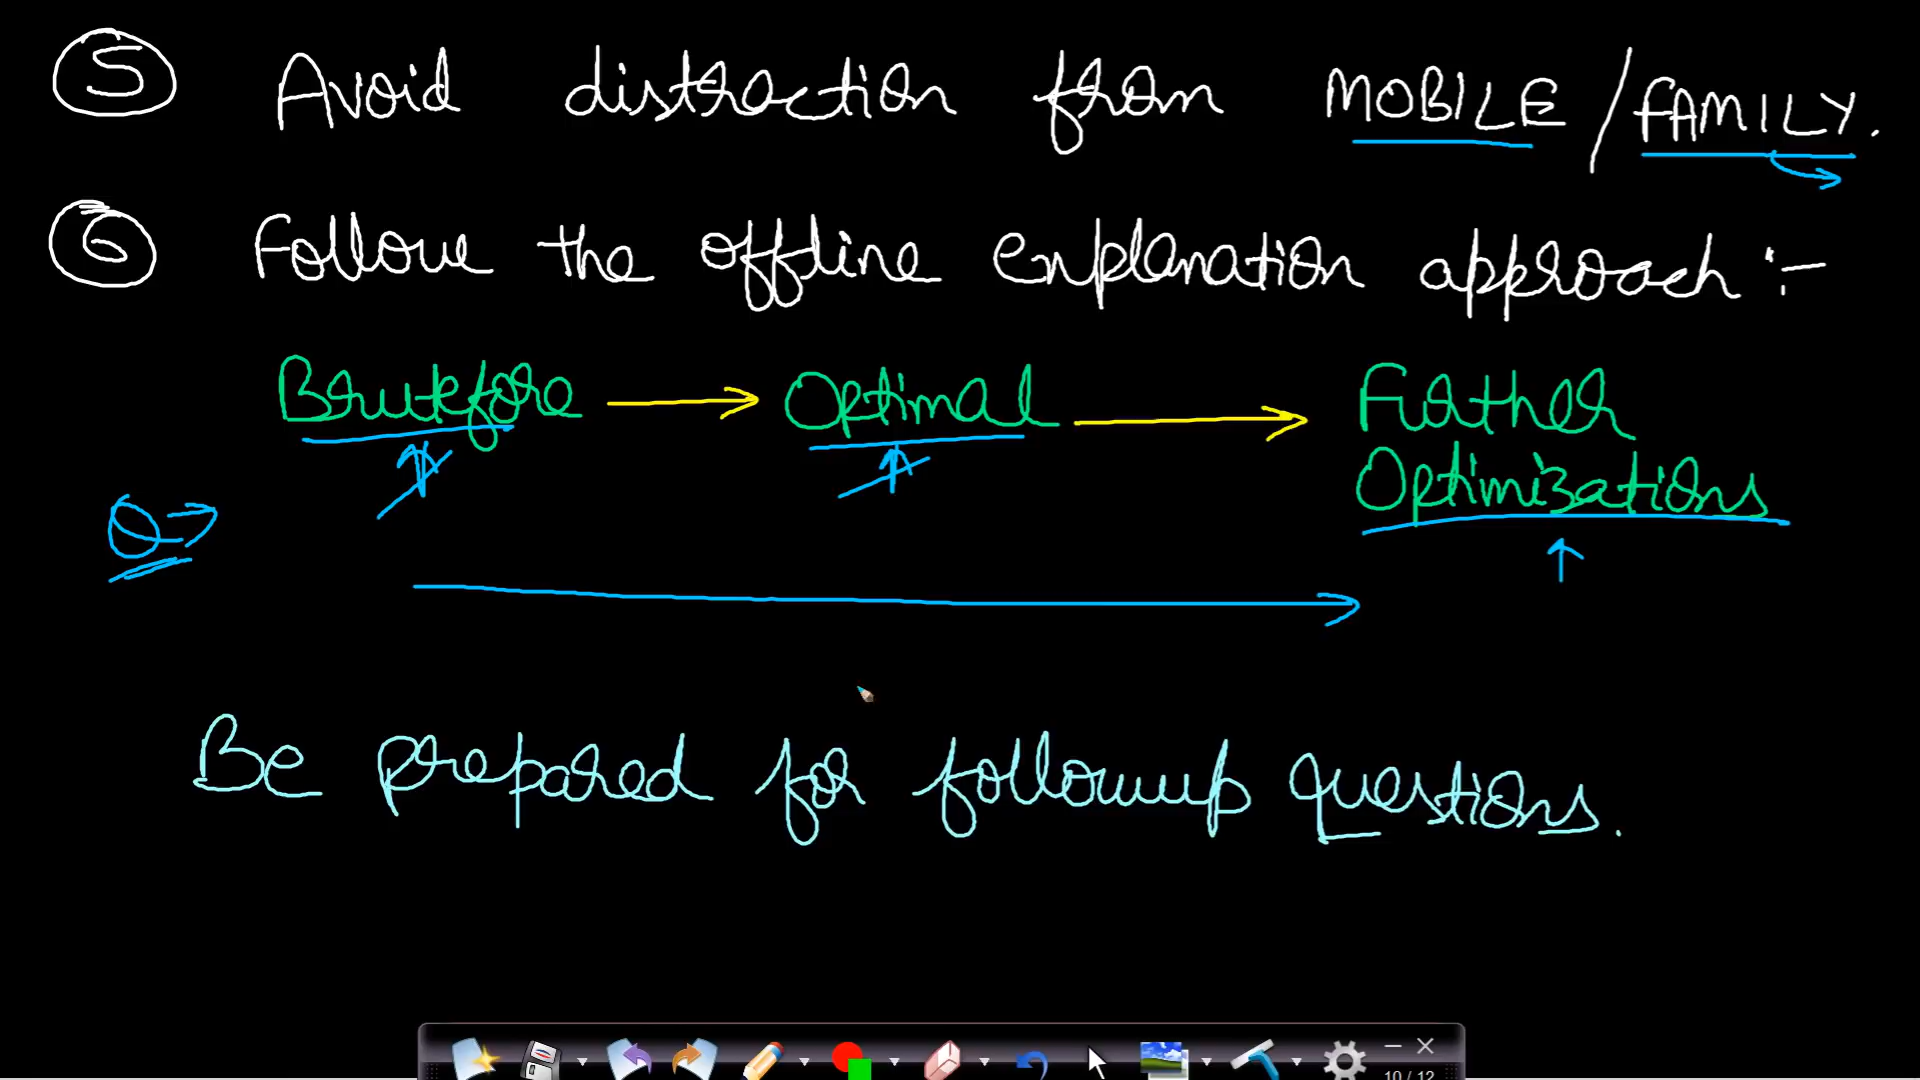 5 Avoid distraction from MOBILE / FAMILY.
6 Follow the offline explanation approach :-
Brutefore → Optimal → Further
Optimizations
Q →
Be prepared for followup questions.
10 / 12